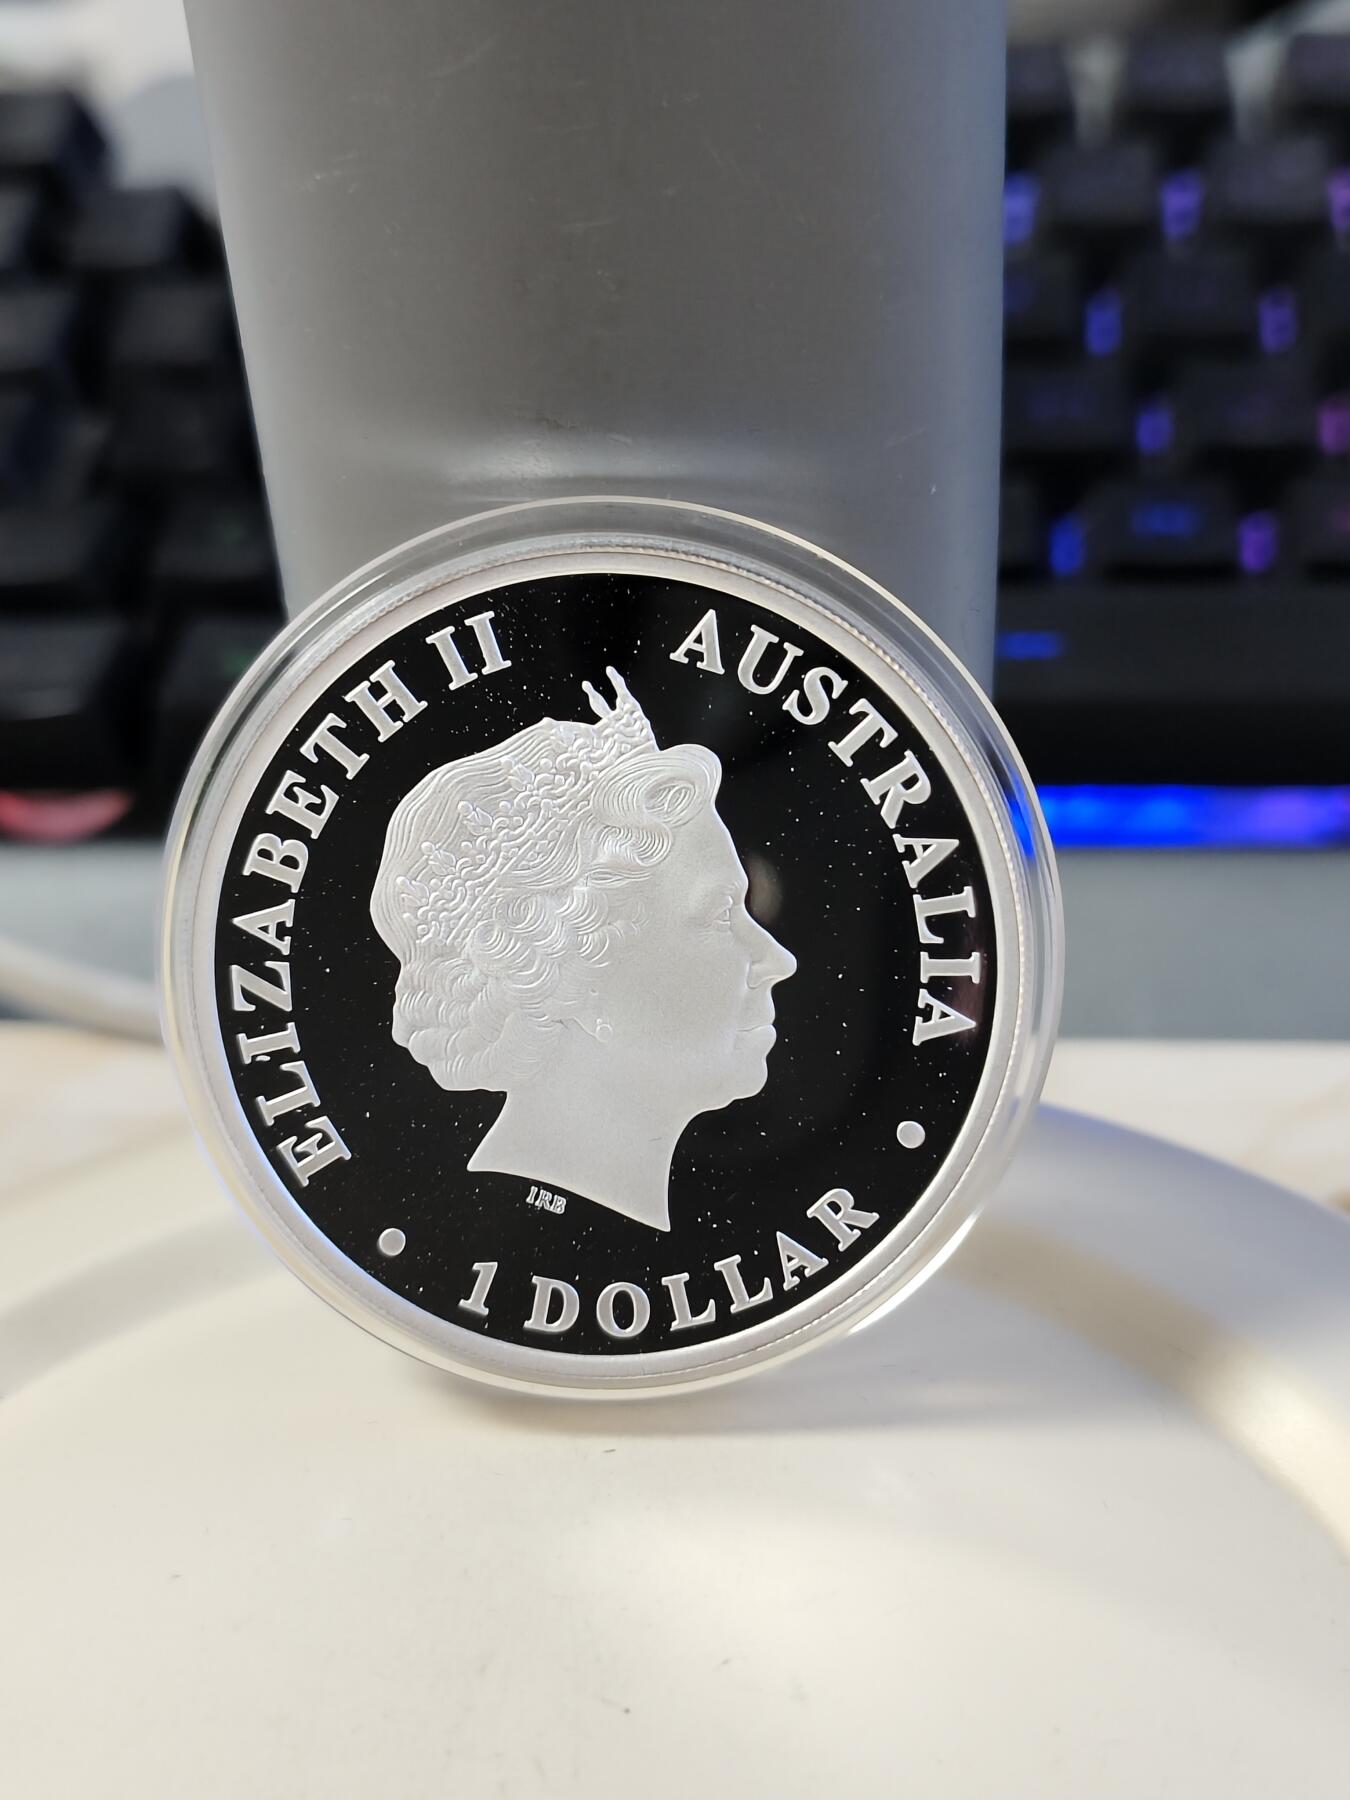 ELIZABETH II AUSTRALIA
IRB
• 1 DOLLAR •